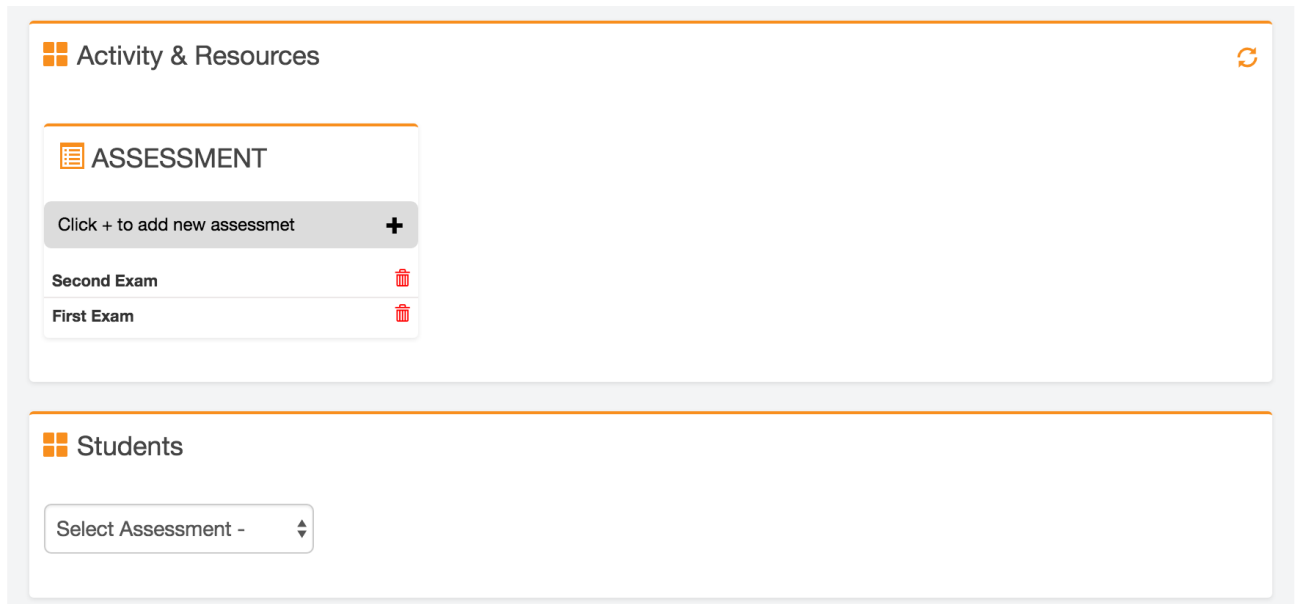 Activity & Resources
ASSESSMENT
Click + to add new assessmet
Second Exam
First Exam
Students
Select Assessment -